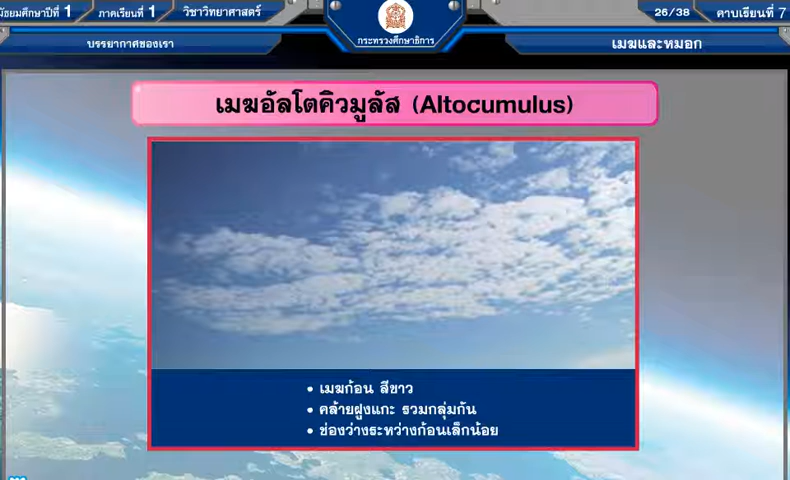 มัธยมศึกษาปีที่ 1
ภาคเรียนที่ 1
วิชาวิทยาศาสตร์
26/38
คาบเรียนที่ 7
บรรยากาศของเรา
กระทรวงศึกษาธิการ
เมฆและหมอก
เมฆอัลโตคิวมูลัส (Altocumulus)
• เมฆก้อน สีขาว
• คล้ายฝูงแกะ รวมกลุ่มกัน
• ช่องว่างระหว่างก้อนเล็กน้อย